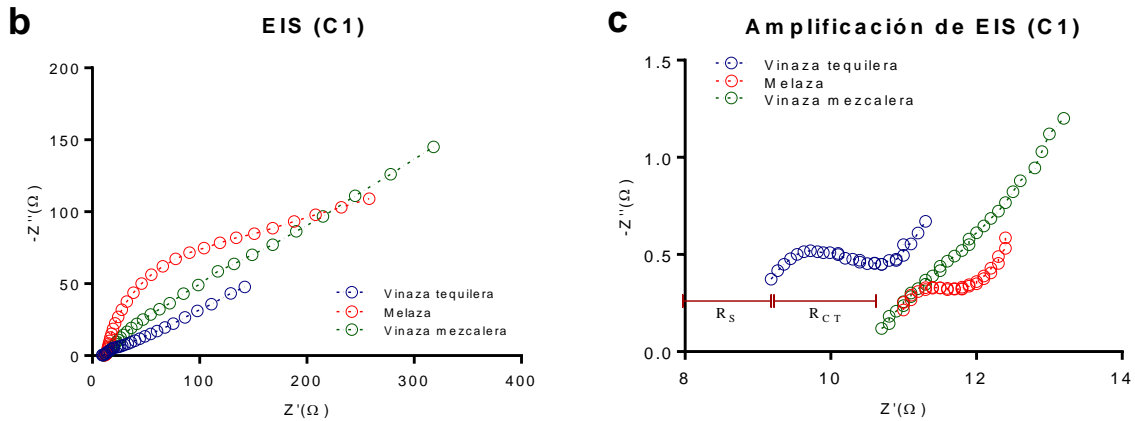 b
EIS (C1)
200
150
100
50
0
-Z''(Ω)
0 100 200 300 400
Z'(Ω)
Vinaza tequilera
Melaza
Vinaza mezcalera
c
Amplificación de EIS (C1)
Vinaza tequilera
Melaza
Vinaza mezcalera
1.5
1.0
0.5
0.0
-Z''(Ω)
R_S
R_CT
8 10 12 14
Z'(Ω)